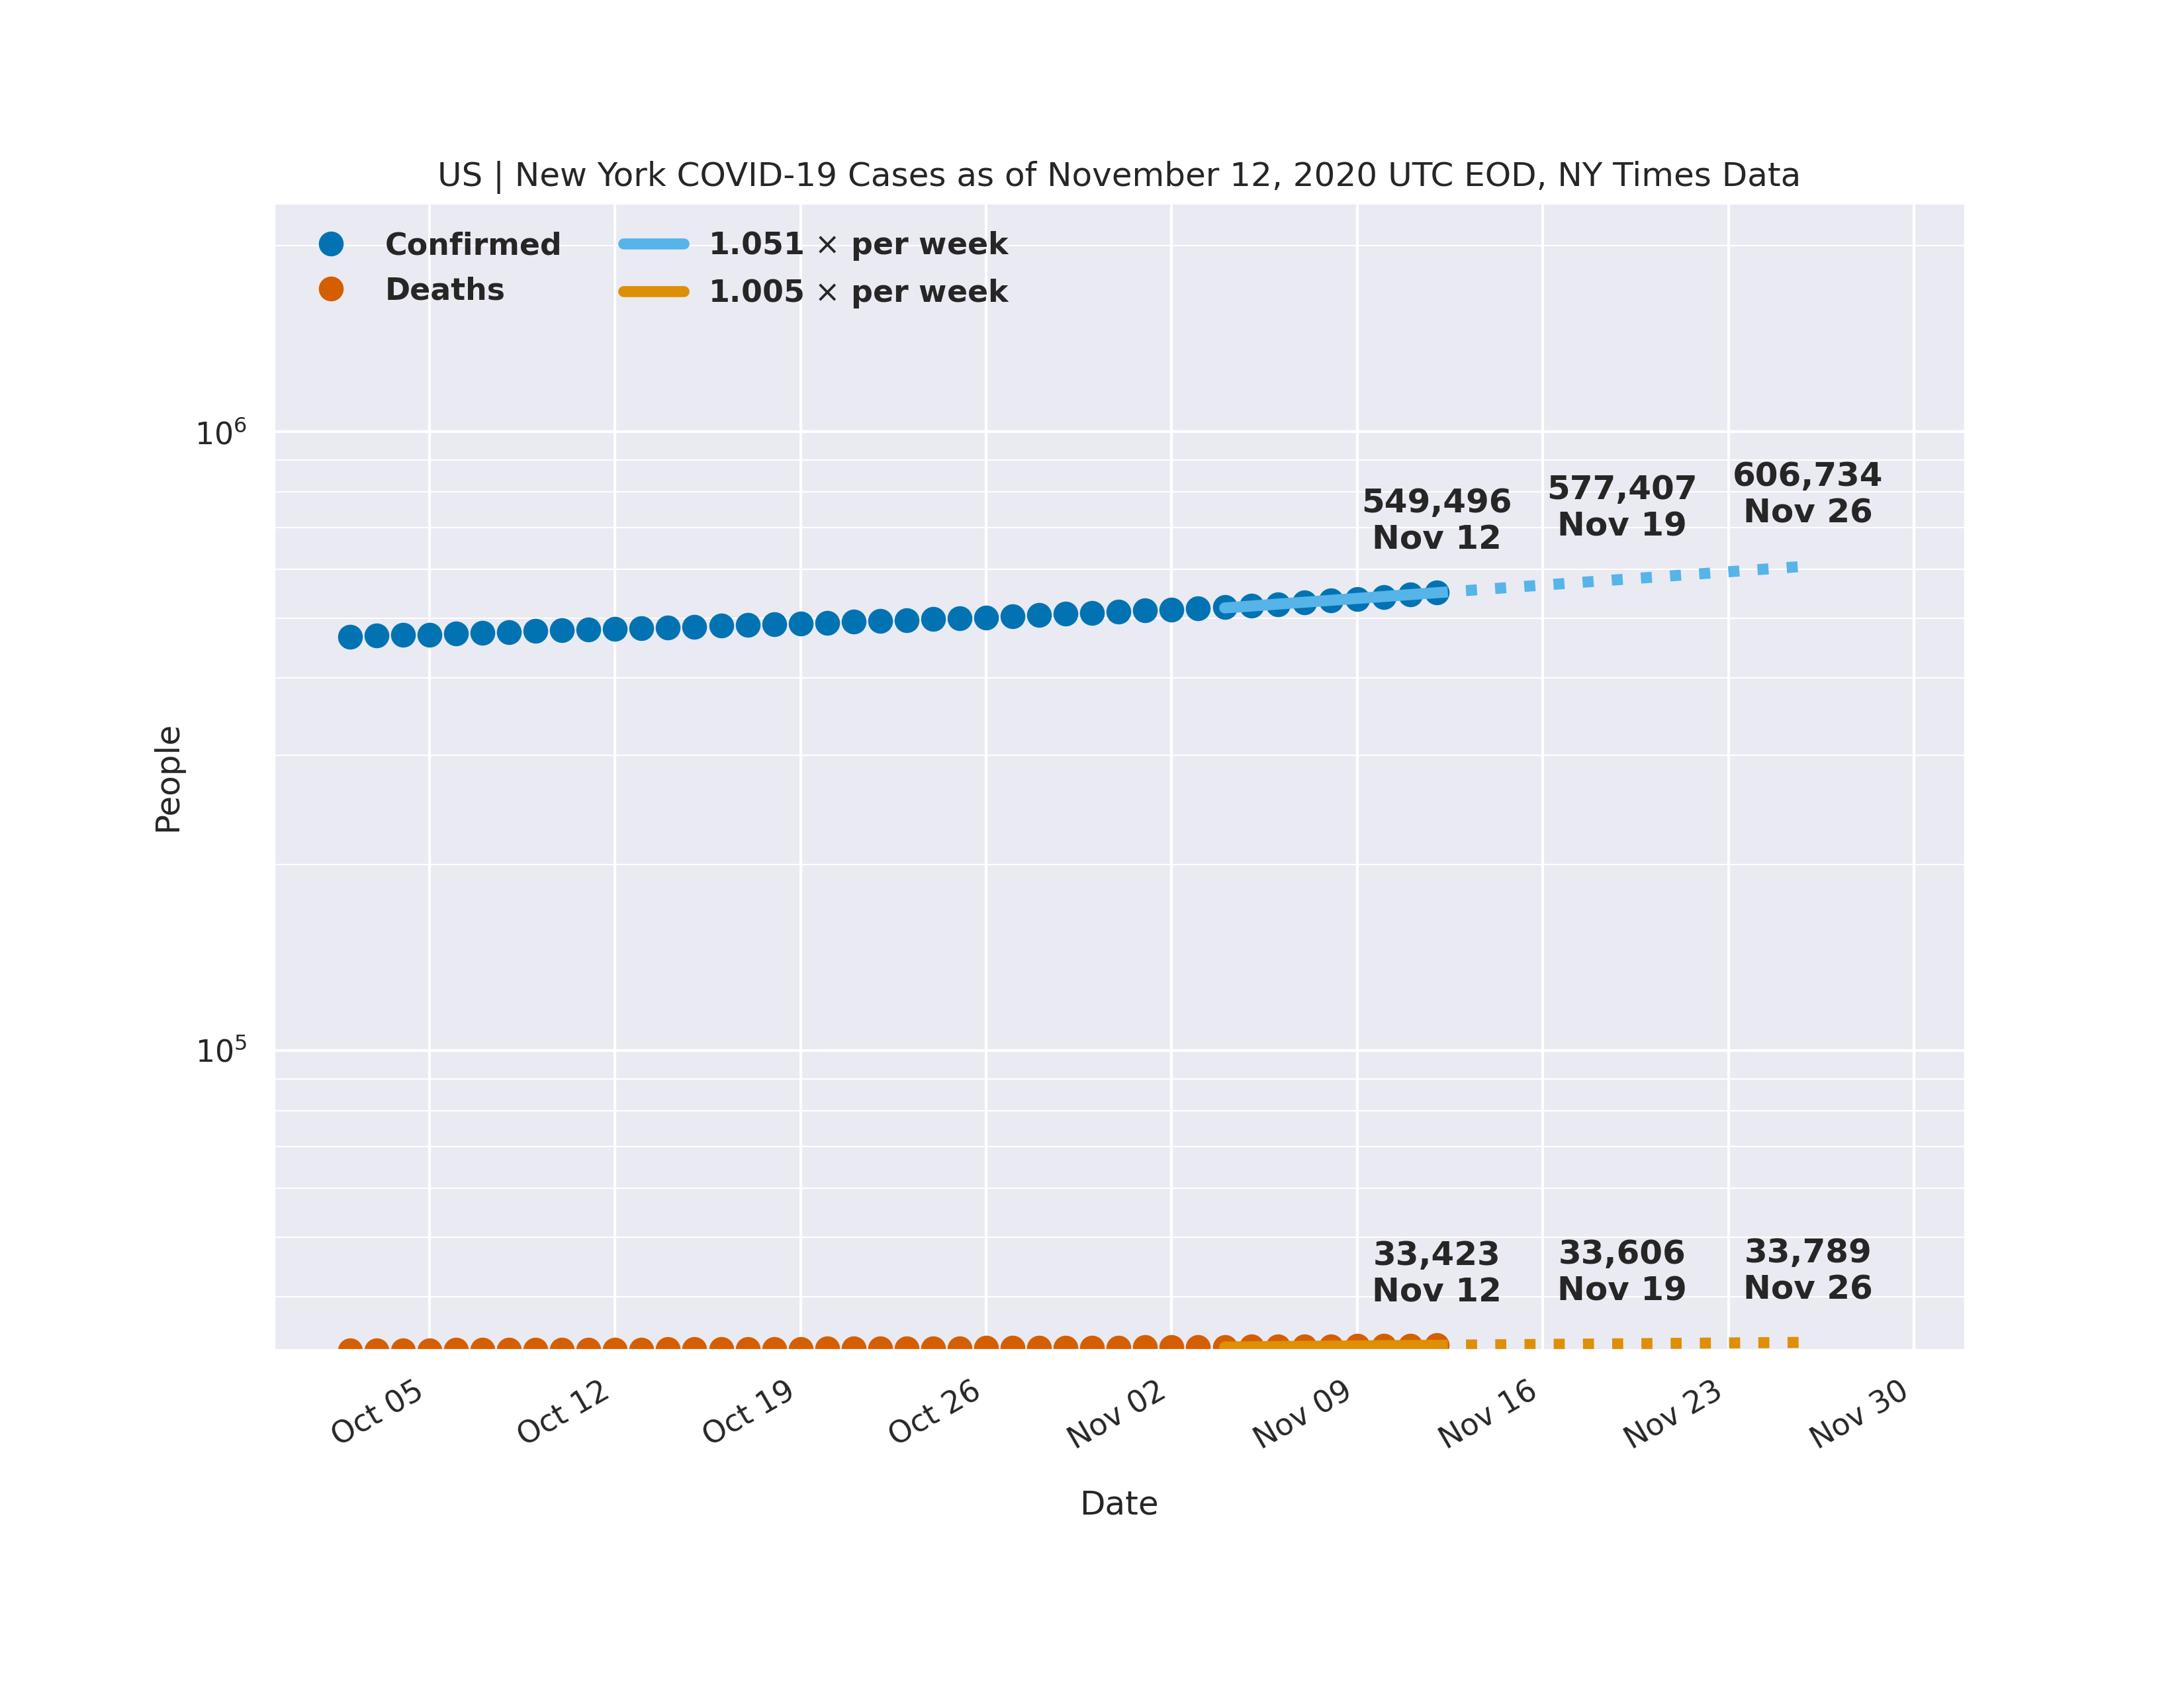 US | New York COVID-19 Cases as of November 12, 2020 UTC EOD, NY Times Data
Confirmed
Deaths
1.051 × per week
1.005 × per week
10⁶
10⁵
People
549,496
Nov 12
577,407
Nov 19
606,734
Nov 26
33,423
Nov 12
33,606
Nov 19
33,789
Nov 26
Oct 05
Oct 12
Oct 19
Oct 26
Nov 02
Nov 09
Nov 16
Nov 23
Nov 30
Date